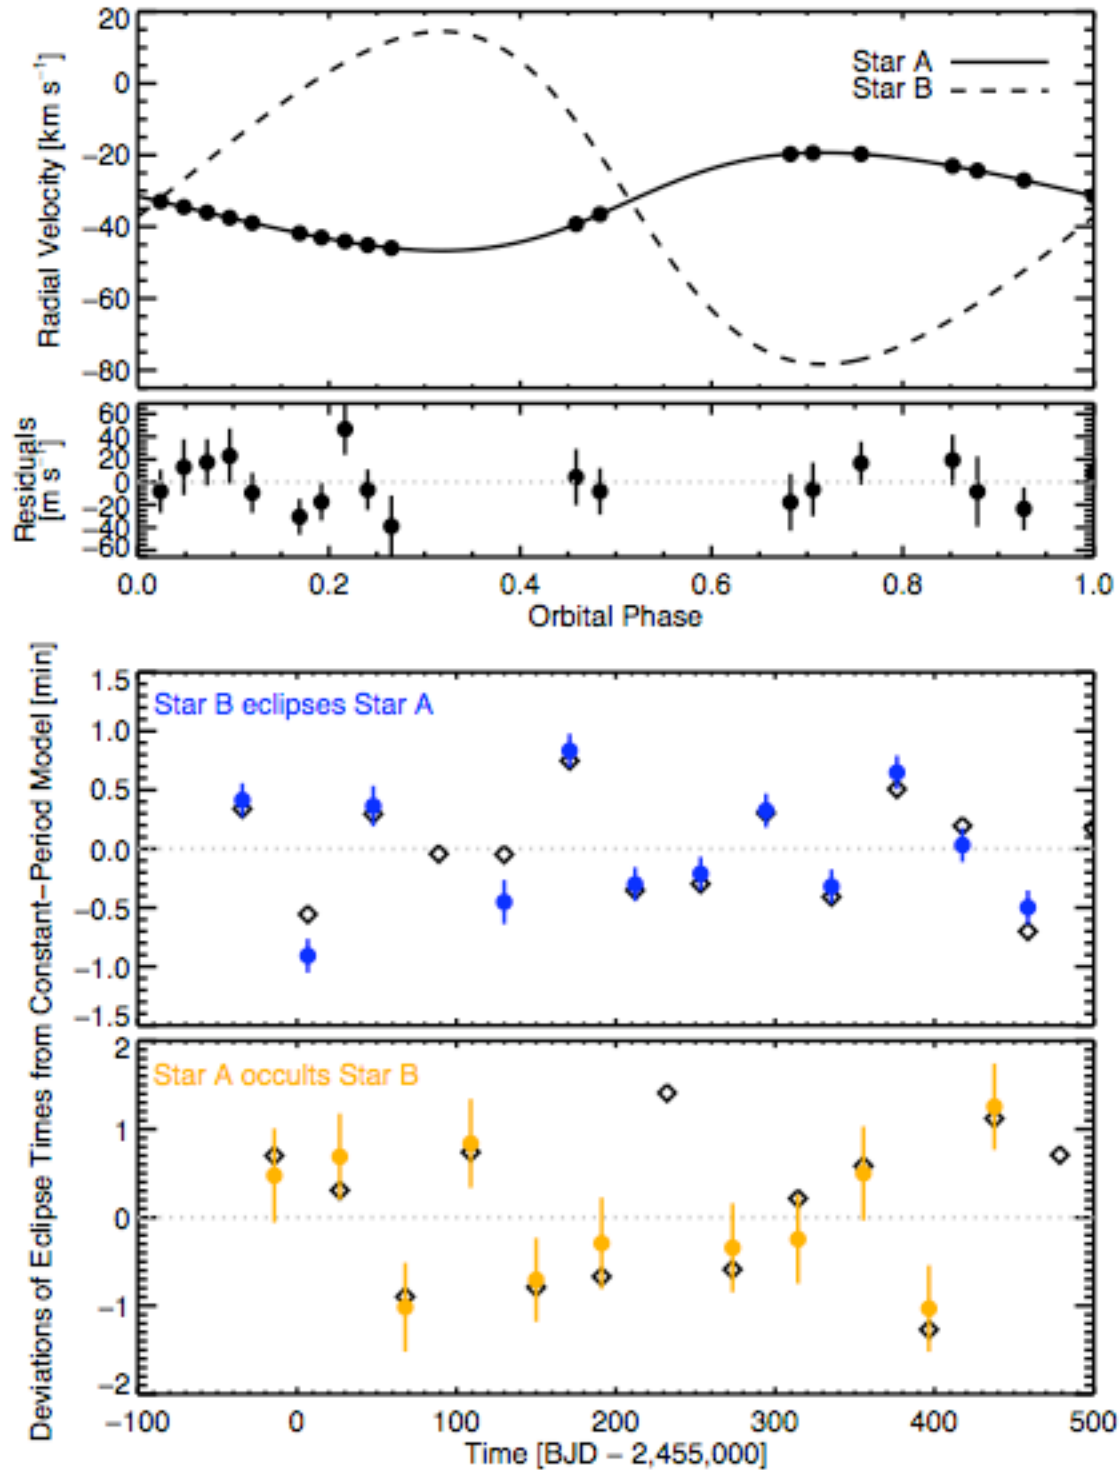 20
0
−20
−40
−60
−80
Radial Velocity [km s−1]
Star A
Star B
60
40
20
0
−20
−40
−60
Residuals
[m s−1]
0.0 0.2 0.4 0.6 0.8 1.0
Orbital Phase
Deviations of Eclipse Times from Constant−Period Model [min]
1.5
1.0
0.5
0.0
−0.5
−1.0
−1.5
Star B eclipses Star A
2
1
0
−1
−2
Star A occults Star B
−100 0 100 200 300 400 500
Time [BJD − 2,455,000]